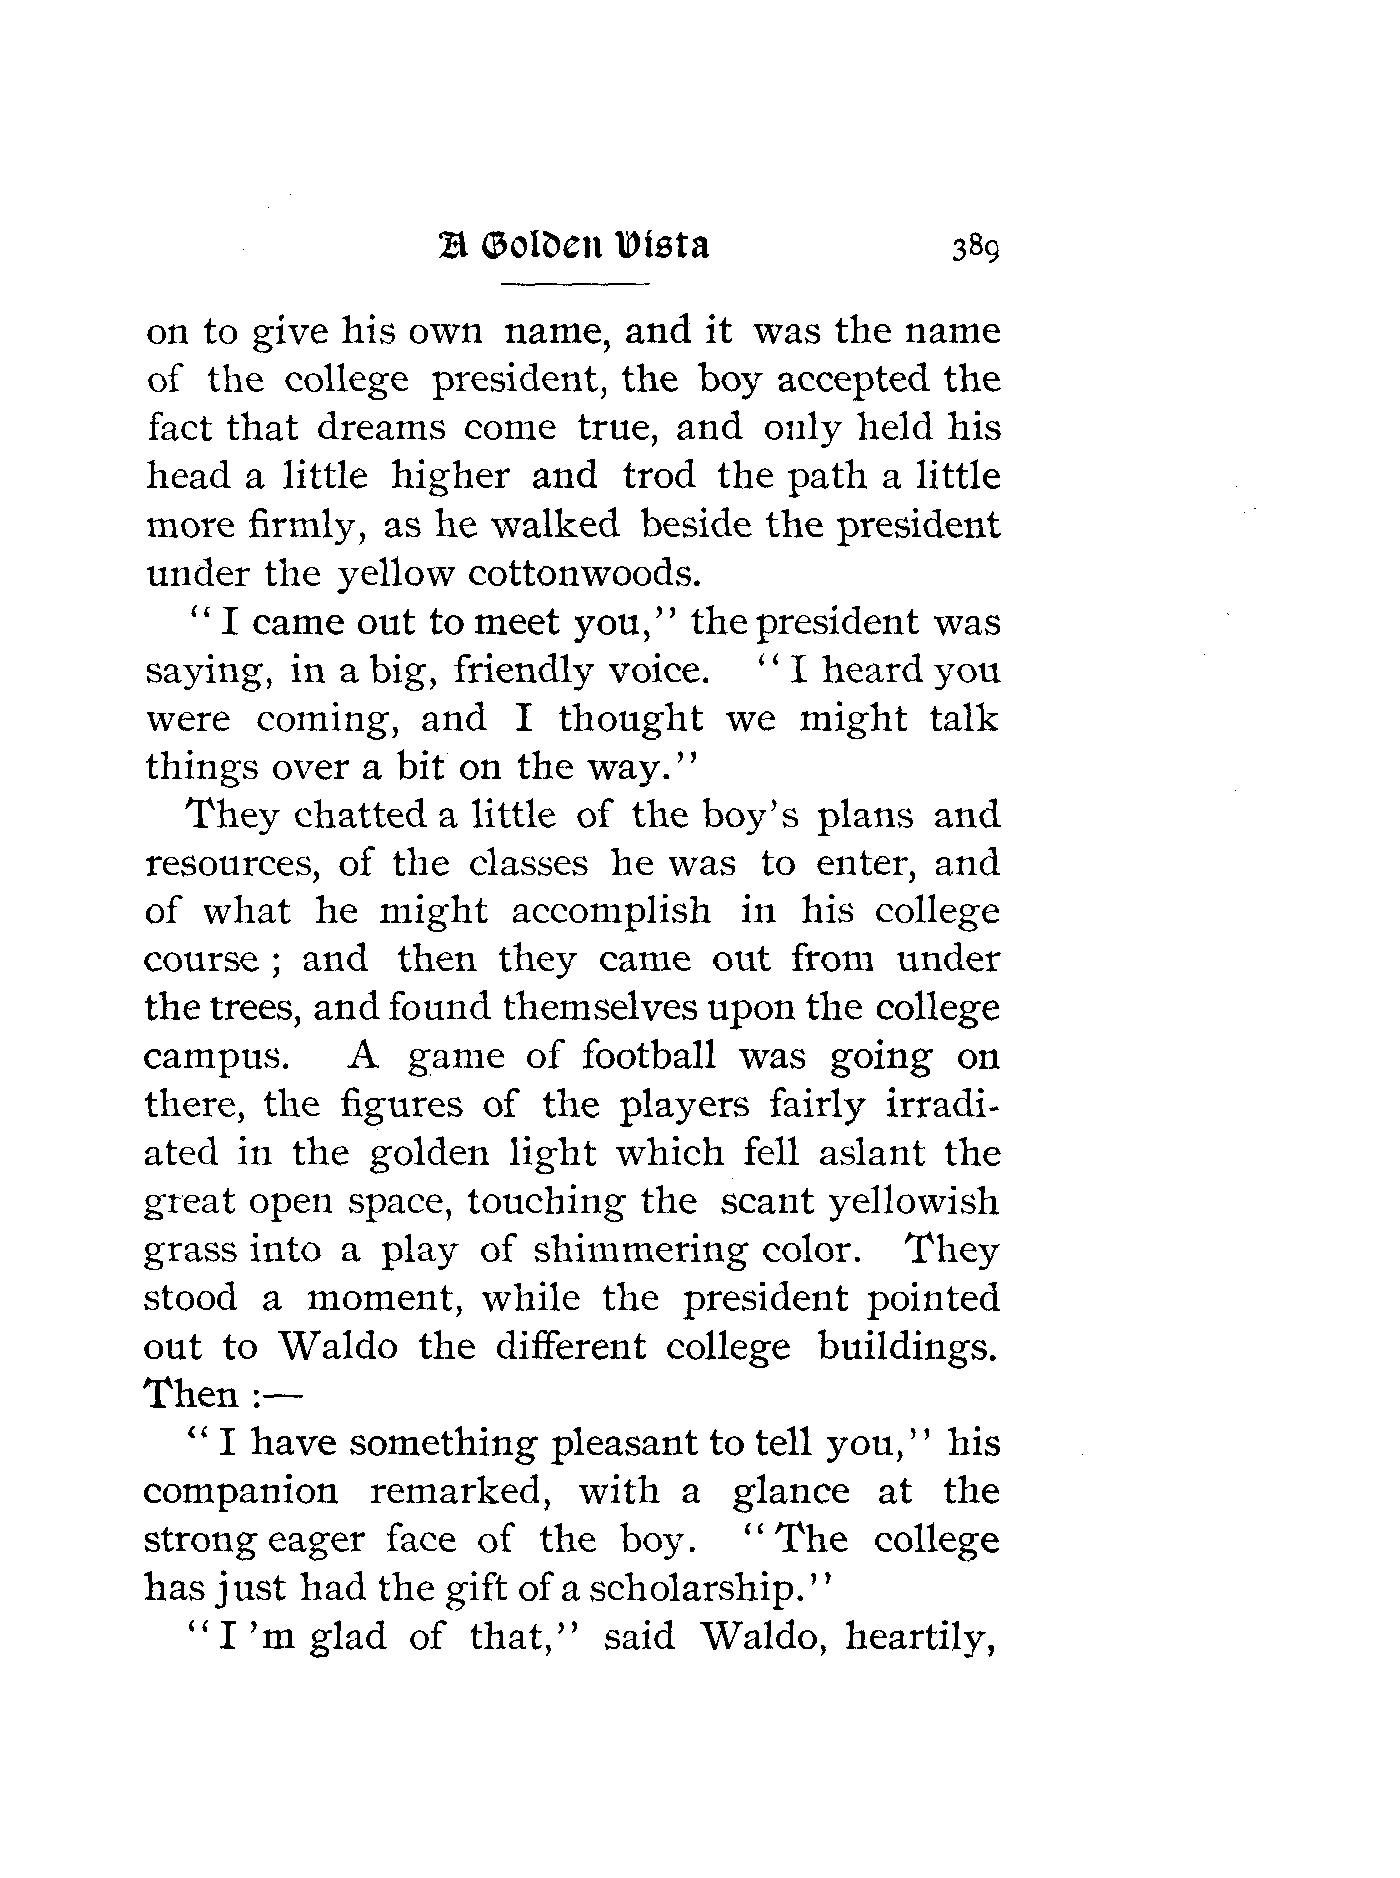 A Golden Vista 389
on to give his own name, and it was the name
of the college president, the boy accepted the
fact that dreams come true, and only held his
head a little higher and trod the path a little
more firmly, as he walked beside the president
under the yellow cottonwoods.
“ I came out to meet you,” the president was
saying, in a big, friendly voice. “ I heard you
were coming, and I thought we might talk
things over a bit on the way.”
They chatted a little of the boy’s plans and
resources, of the classes he was to enter, and
of what he might accomplish in his college
course ; and then they came out from under
the trees, and found themselves upon the college
campus. A game of football was going on
there, the figures of the players fairly irradi-
ated in the golden light which fell aslant the
great open space, touching the scant yellowish
grass into a play of shimmering color. They
stood a moment, while the president pointed
out to Waldo the different college buildings.
Then :—
“ I have something pleasant to tell you,” his
companion remarked, with a glance at the
strong eager face of the boy. “ The college
has just had the gift of a scholarship.”
“ I ’m glad of that,” said Waldo, heartily,